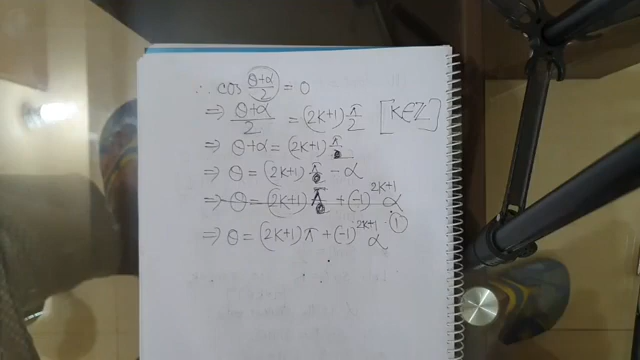 ∴ cos (θ+α)/2 = 0
⇒ (θ+α)/2 = (2K+1) π/2 [K∈Z]
⇒ θ+α = (2K+1) π
⇒ θ = (2K+1) π - α
⇒ θ = (2K+1) π + (-1)^{2K+1} α
⇒ θ = (2K+1) π + (-1)^{2K+1} α ①